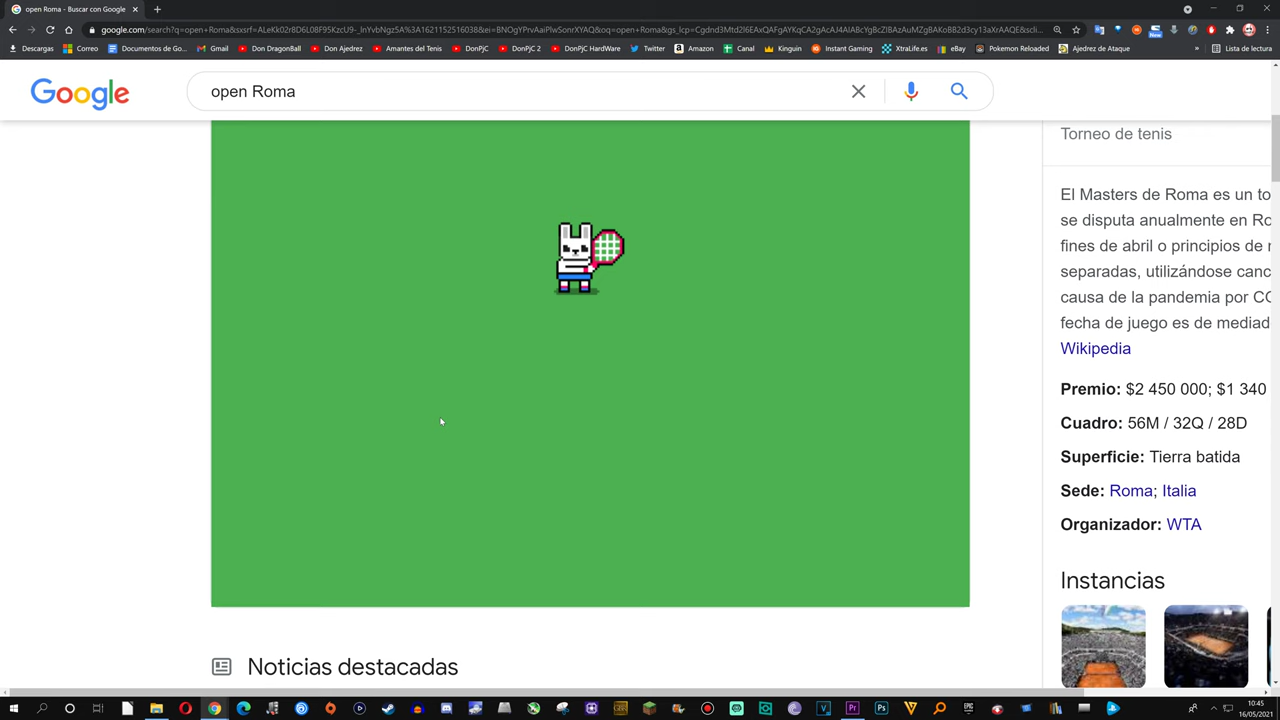 open Roma - Buscar con Google
Descargas
Correo
Documentos de Go...
Gmail
Don DragonBall
Don Ajedrez
Amantes del Tenis
DonPjC
DonPjC 2
DonPjC HardWare
Twitter
Amazon
Canal
Kinguin
Instant Gaming
XtraLife.es
eBay
Pokemon Reloaded
Ajedrez de Ataque
»
Lista de lectura
Google
open Roma
Torneo de tenis
El Masters de Roma es un to
se disputa anualmente en Ro
fines de abril o principios de r
separadas, utilizándose canc
causa de la pandemia por CO
fecha de juego es de mediad
Wikipedia
Premio: $2 450 000; $1 340
Cuadro: 56M / 32Q / 28D
Superficie: Tierra batida
Sede: Roma; Italia
Organizador: WTA
Instancias
Noticias destacadas
10:45
16/05/2021